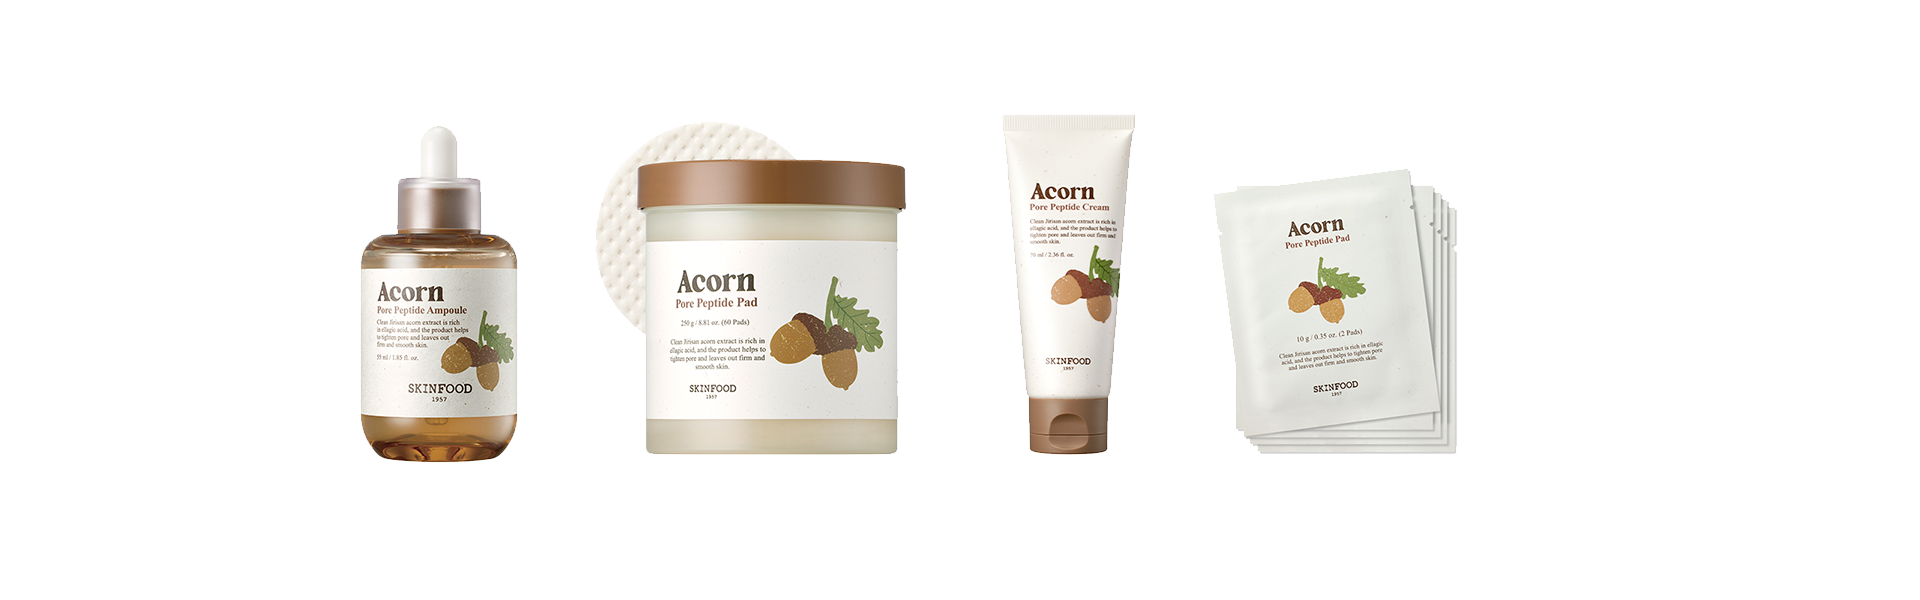 Acorn
Pore Peptide Ampoule
Clean Jirisan acorn extract is rich
in ellagic acid, and the product helps
to tighten pore and leaves out
firm and smooth skin.
55 ml / 1.85 fl. oz.
SKINFOOD
1957
Acorn
Pore Peptide Pad
250 g / 8.81 oz. (60 Pads)
Clean Jirisan acorn extract is rich in
ellagic acid, and the product helps to
tighten pore and leaves out firm and
smooth skin.
SKINFOOD
1957
Acorn
Pore Peptide Cream
Clean Jirisan acorn extract is rich in
ellagic acid, and the product helps to
tighten pore and leaves out firm and
smooth skin.
70 ml / 2.36 fl. oz.
SKINFOOD
1957
Acorn
Pore Peptide Pad
10 g / 0.35 oz. (2 Pads)
Clean Jirisan acorn extract is rich in ellagic
acid, and the product helps to tighten pore
and leaves out firm and smooth skin.
SKINFOOD
1957